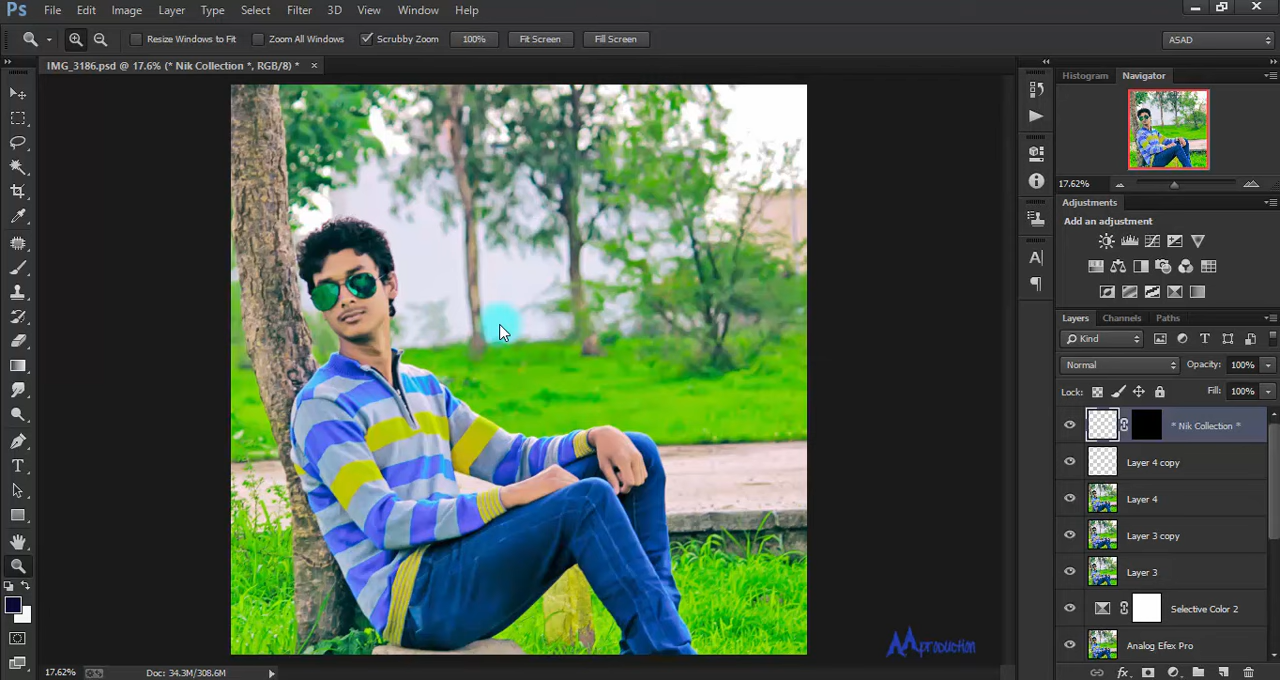 Ps File Edit Image Layer Type Select Filter 3D View Window Help
Resize Windows to Fit Zoom All Windows Scrubby Zoom 100% Fit Screen Fill Screen ASAD
IMG_3186.psd @ 17.6% (* Nik Collection *, RGB/8) * ×
Histogram Navigator
17.62%
Adjustments
Add an adjustment
Layers Channels Paths
Kind
Normal Opacity: 100%
Lock: Fill: 100%
* Nik Collection *
Layer 4 copy
Layer 4
Layer 3 copy
Layer 3
Selective Color 2
Analog Efex Pro
AAproduction
17.62% Doc: 34.3M/308.6M